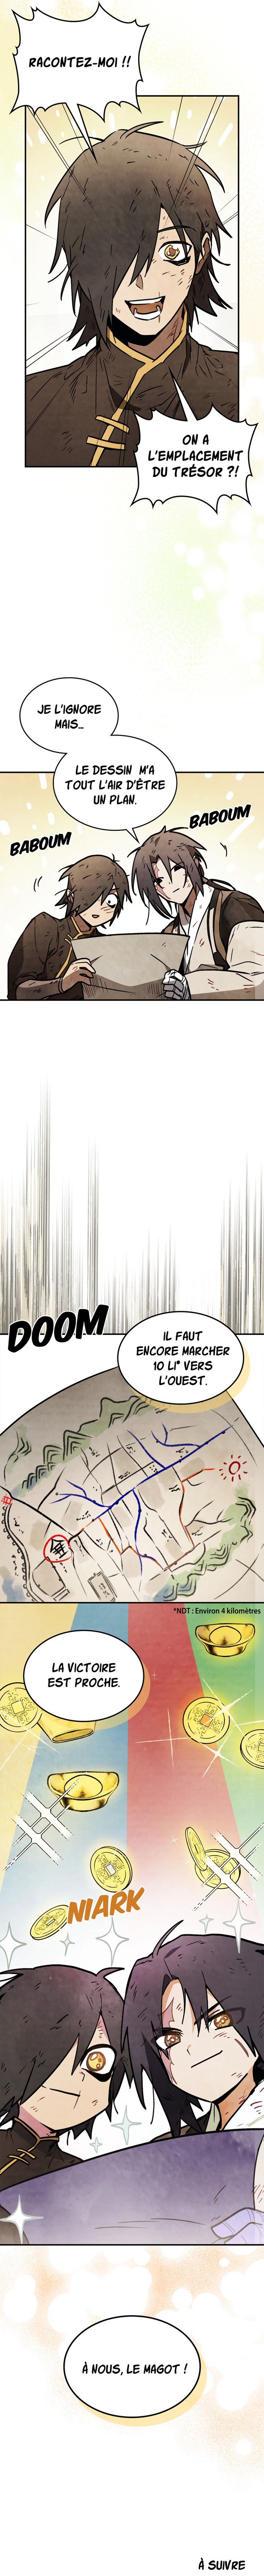 RACONTEZ-MOI !!
ON A
L'EMPLACEMENT
DU TRÉSOR ?!
JE L'IGNORE
MAIS...
LE DESSIN M'A
TOUT L'AIR D'ÊTRE
UN PLAN.
BABOUM
BABOUM
DOOM
IL FAUT
ENCORE MARCHER
10 LI* VERS
L'OUEST.
*NDT : Environ 4 kilomètres
LA VICTOIRE
EST PROCHE.
NIARK
À NOUS, LE MAGOT !
À SUIVRE